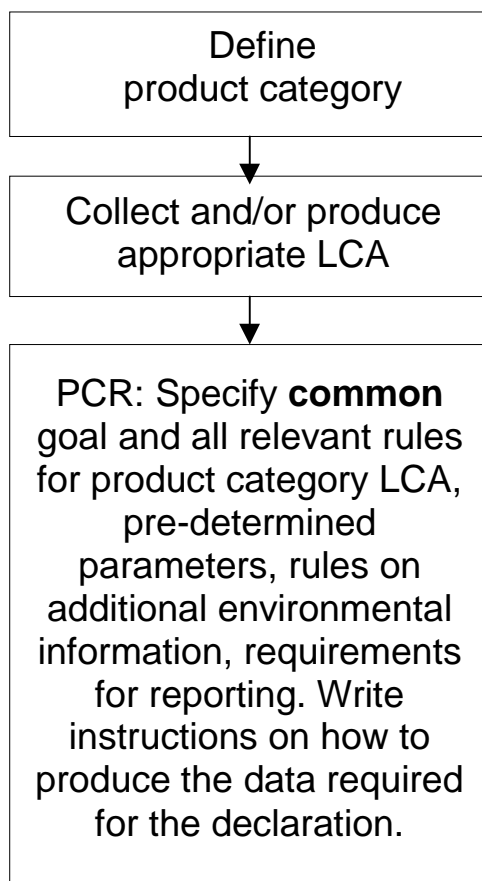 Define
product category
Collect and/or produce
appropriate LCA
PCR: Specify common
goal and all relevant rules
for product category LCA,
pre-determined
parameters, rules on
additional environmental
information, requirements
for reporting. Write
instructions on how to
produce the data required
for the declaration.